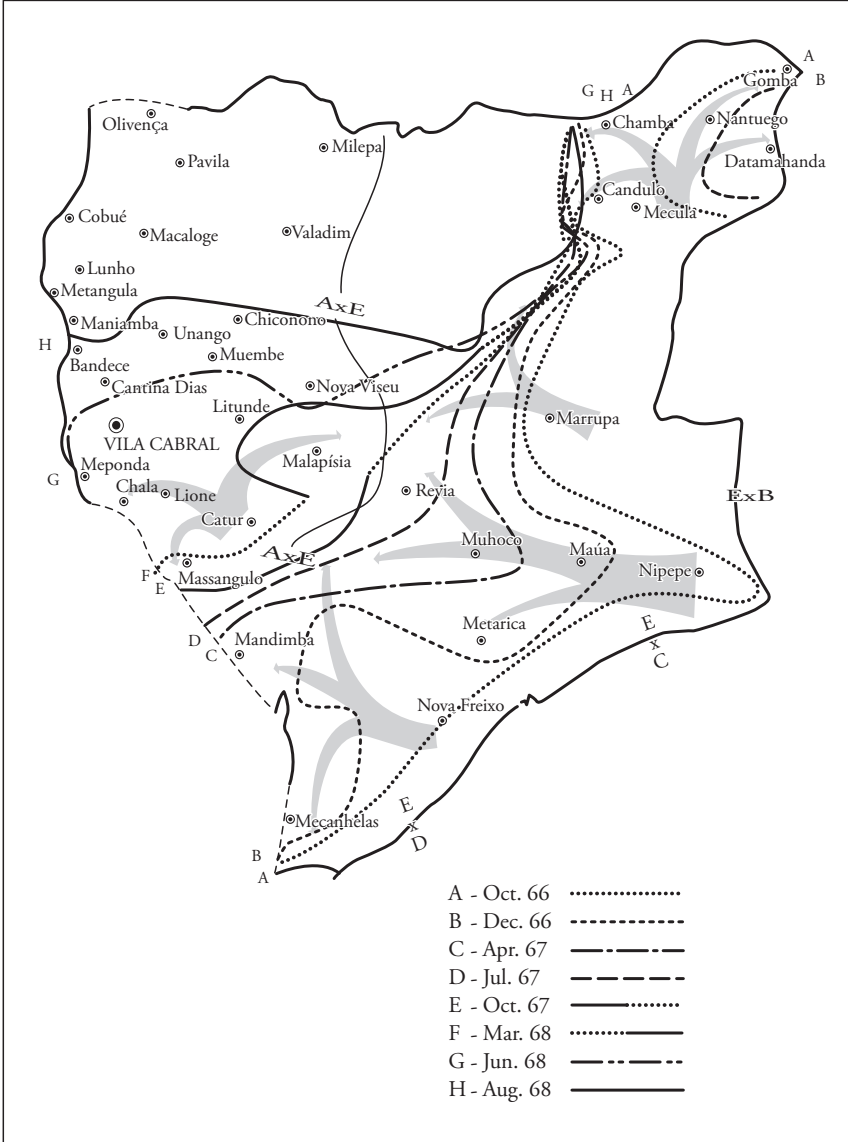 A
Gomba
B
G H A
Olivença
Chamba
Nantuego
Milepa
Datamahanda
Pavila
Candulo
Mecula
Cobué
Macaloge
Valadim
Lunho
Metangula
AxE
Maniamba
Chiconono
Unango
H
Bandece
Muembe
Cantina Dias
Nova Viseu
Litunde
Marrupa
VILA CABRAL
Malapísia
Meponda
G
Chala
Lione
Revia
ExB
Catur
Muhoco
Maúa
AxE
F
Massangulo
Nipepe
E
D
Mandimba
Metarica
C
E
x
C
Nova Freixo
E
x
D
Mecanhelas
B
A
A - Oct. 66
B - Dec. 66
C - Apr. 67
D - Jul. 67
E - Oct. 67
F - Mar. 68
G - Jun. 68
H - Aug. 68